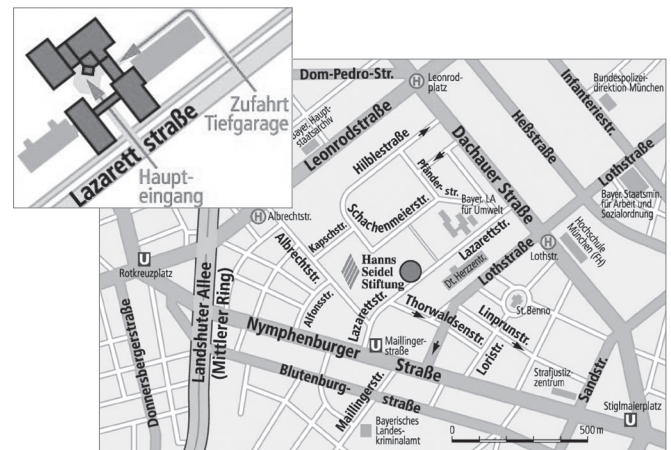 Zufahrt
Tiefgarage
Lazarett straße
Haupt-
eingang
Dom-Pedro-Str.
H
Leonrod-
platz
Infanteriestr.
Bundespolizei-
direktion München
Bayer. Haupt-
staatsarchiv
Leonrodstraße
Hilblestraße
Dachauer Straße
Heßstraße
Lothstraße
Pfänder-
str.
Bayer. LA
für Umwelt
Bayer. Staatsmin.
für Arbeit und
Sozialordnung
Schachenmeierstr.
H
Albrechtstr.
Kapschstr.
Albrechtstr.
Lazarettstr.
Lothstraße
H
Lothstr.
Hochschule
München (FH)
U
Rotkreuzplatz
Landshuter Allee
(Mittlerer Ring)
Hanns
Seidel
Stiftung
Dr. Herzzentr.
Alfonsstr.
Lazarettstr.
Thorwaldsenstr.
St. Benno
Linprunstr.
Donnersbergerstraße
Nymphenburger
Straße
U
Maillinger-
straße
Loristr.
Strafjustiz
zentrum
Sandstr.
Blutenburg-
straße
Maillingerstr.
Stiglmaierplatz
U
Bayerisches
Landes-
kriminalamt
0
500 m